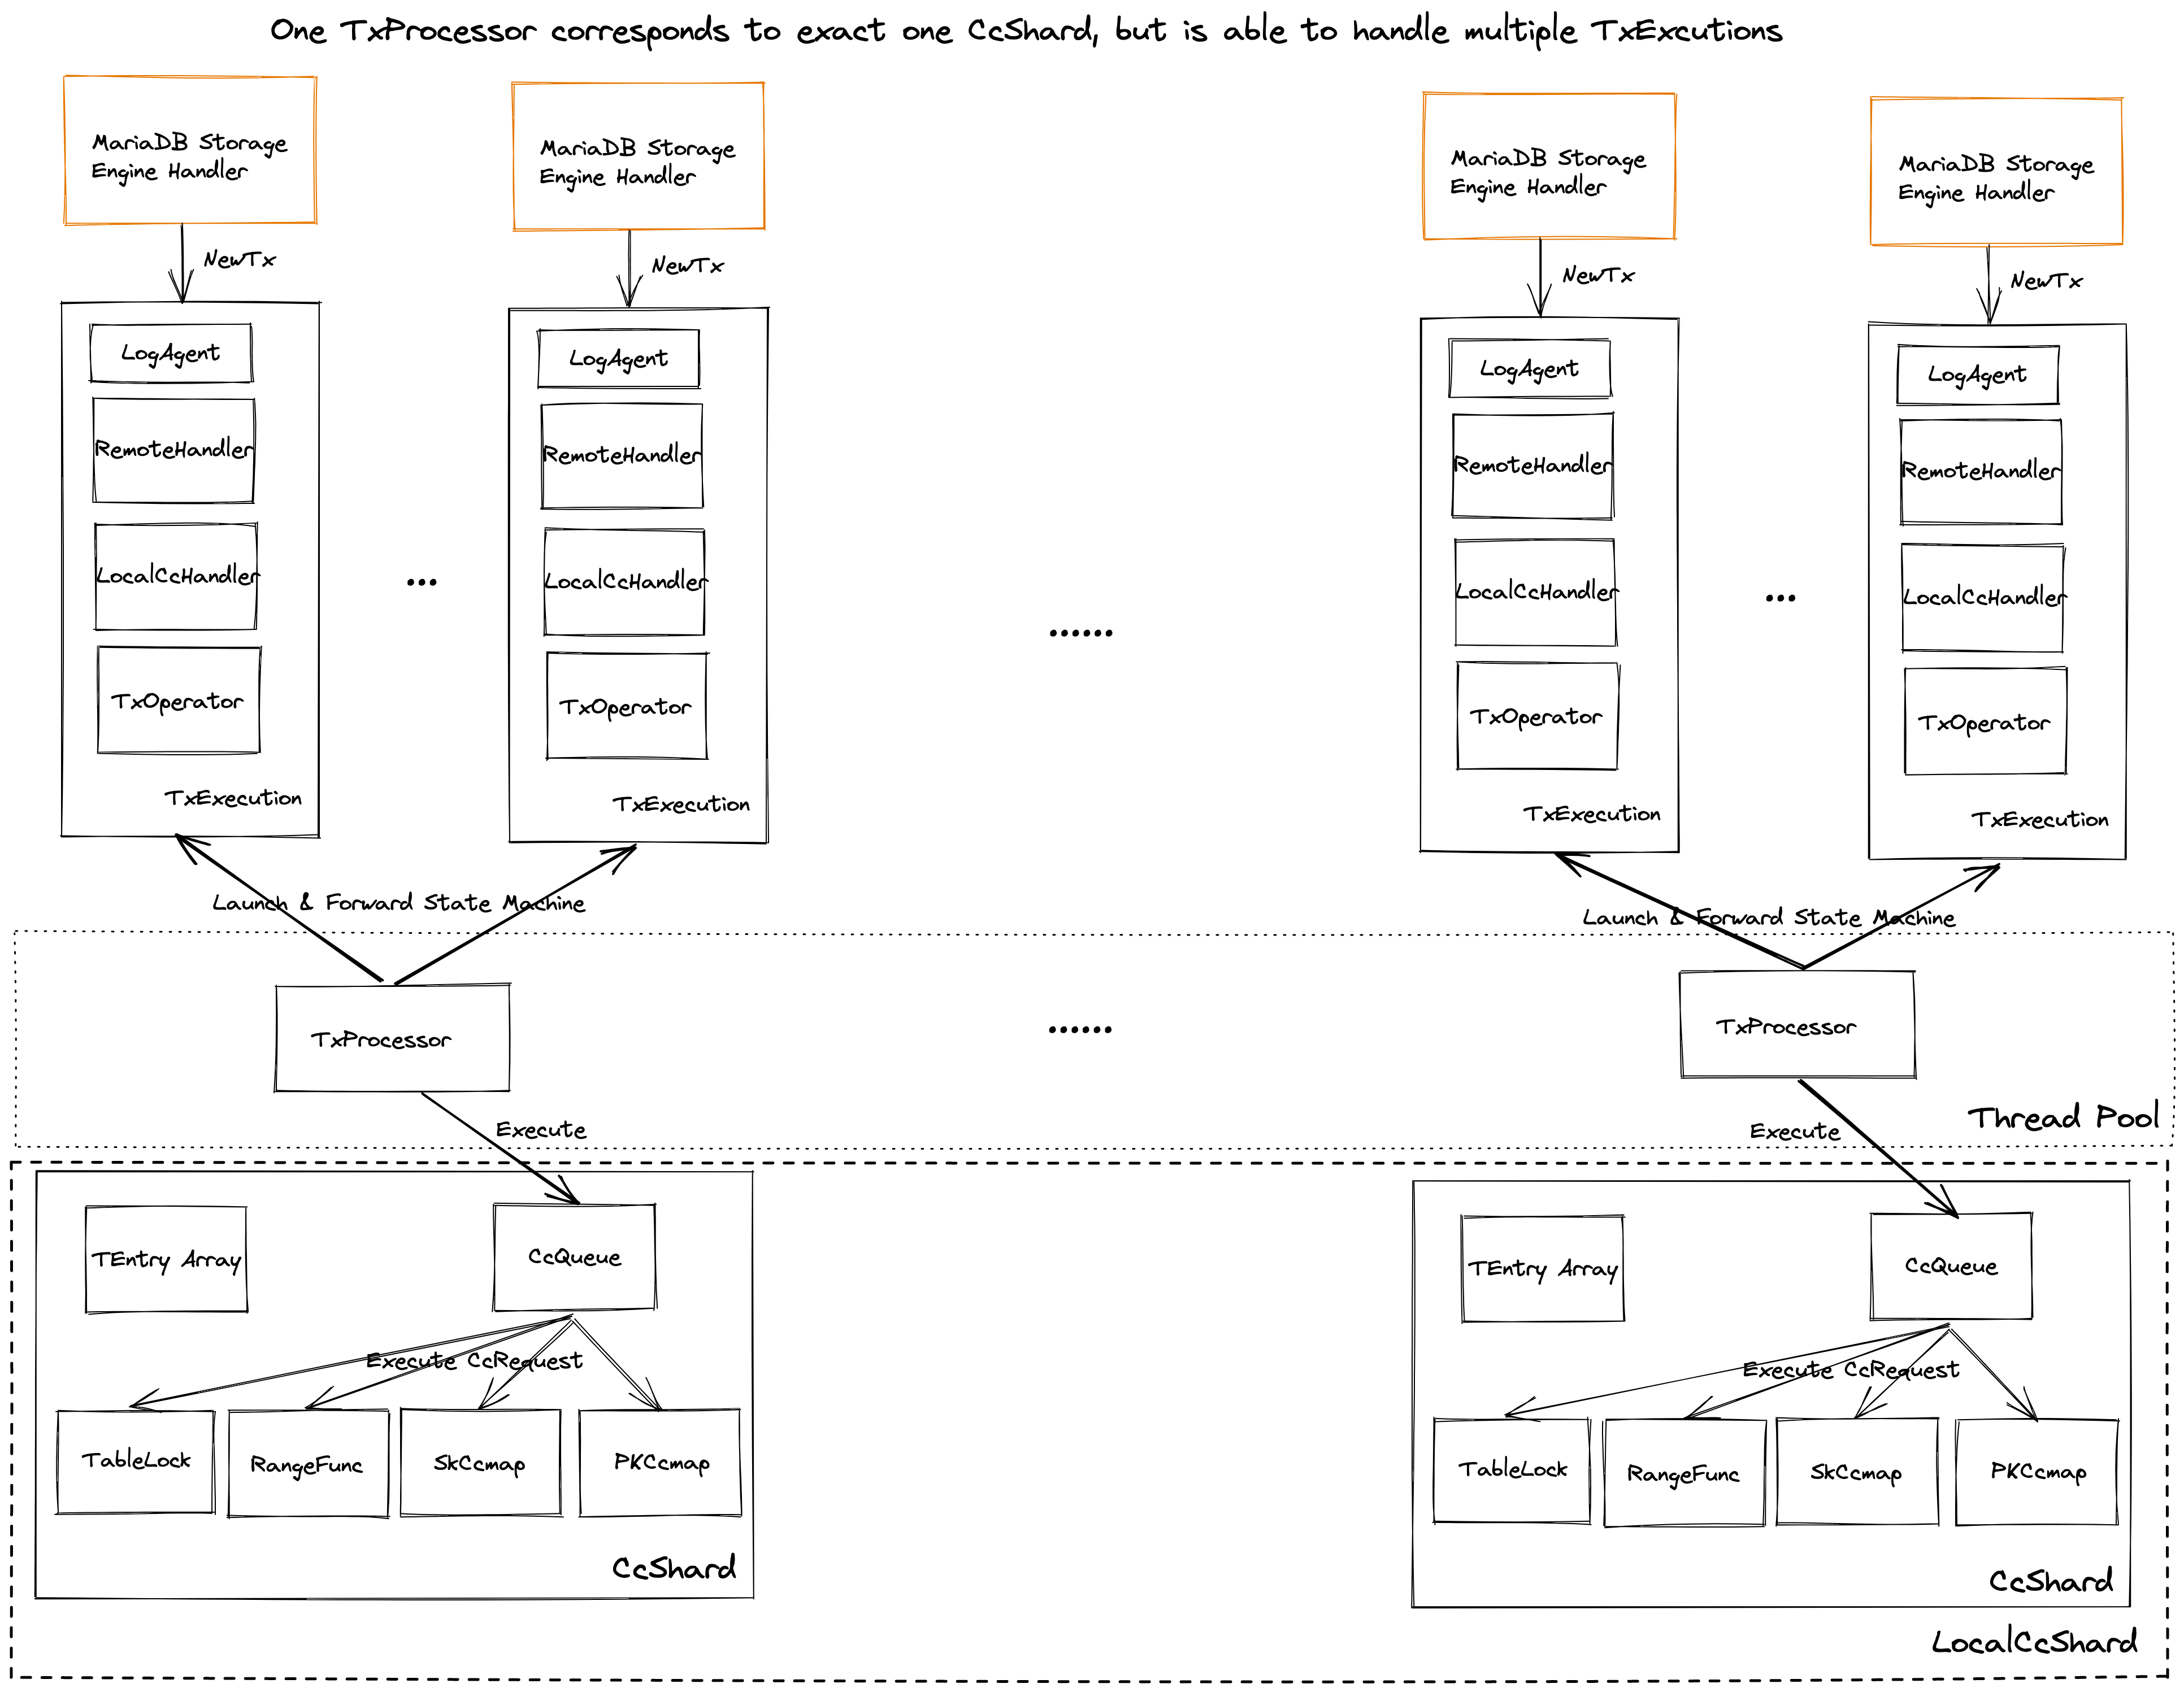 One TxProcessor corresponds to exact one CcShard, but is able to handle multiple TxExcutions
MariaDB Storage
Engine Handler
MariaDB Storage
Engine Handler
MariaDB Storage
Engine Handler
MariaDB Storage
Engine Handler
NewTx
NewTx
NewTx
NewTx
LogAgent
RemoteHandler
LocalCcHandler
TxOperator
TxExecution
...
LogAgent
RemoteHandler
LocalCcHandler
TxOperator
TxExecution
......
LogAgent
RemoteHandler
LocalCcHandler
TxOperator
TxExecution
...
LogAgent
RemoteHandler
LocalCcHandler
TxOperator
TxExecution
Launch & Forward State Machine
Launch & Forward State Machine
TxProcessor
......
TxProcessor
Thread Pool
Execute
Execute
TEntry Array
CcQueue
Execute CcRequest
TableLock
RangeFunc
SkCcmap
PKCcmap
CcShard
TEntry Array
CcQueue
Execute CcRequest
TableLock
RangeFunc
SkCcmap
PKCcmap
CcShard
LocalCcShard